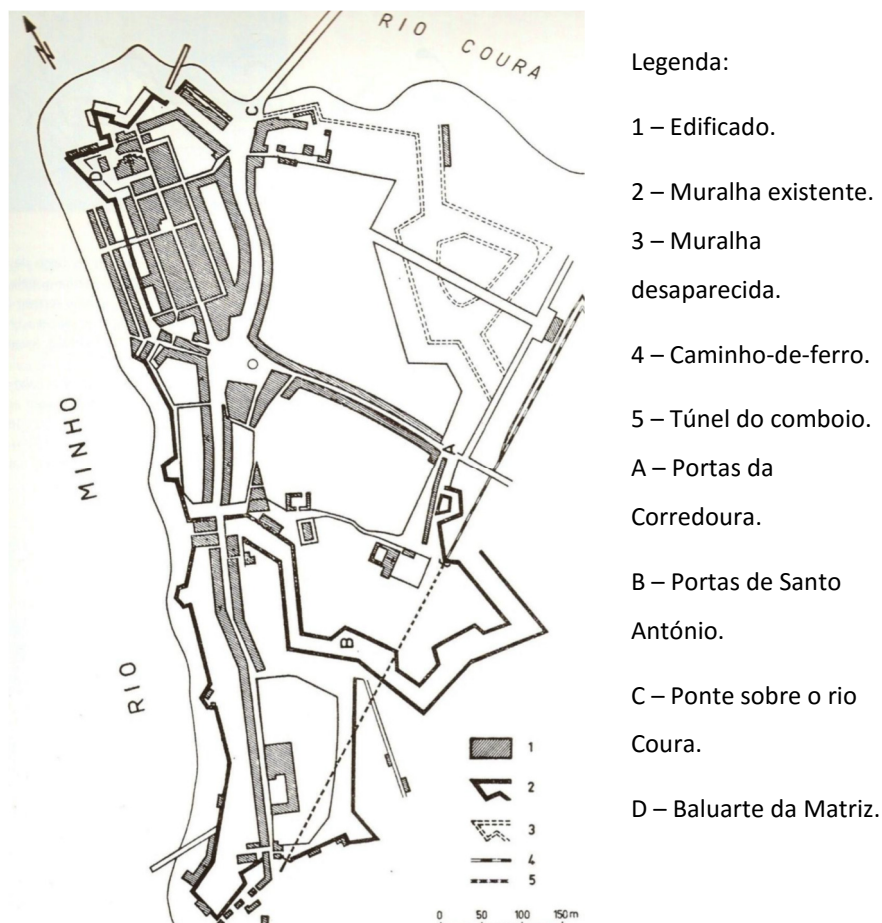 N
RIO COURA
C
D
MINHO
RIO
A
B
1
2
3
4
5
0 50 100 150m
Legenda:
1 – Edificado.
2 – Muralha existente.
3 – Muralha
desaparecida.
4 – Caminho-de-ferro.
5 – Túnel do comboio.
A – Portas da
Corredoura.
B – Portas de Santo
António.
C – Ponte sobre o rio
Coura.
D – Baluarte da Matriz.